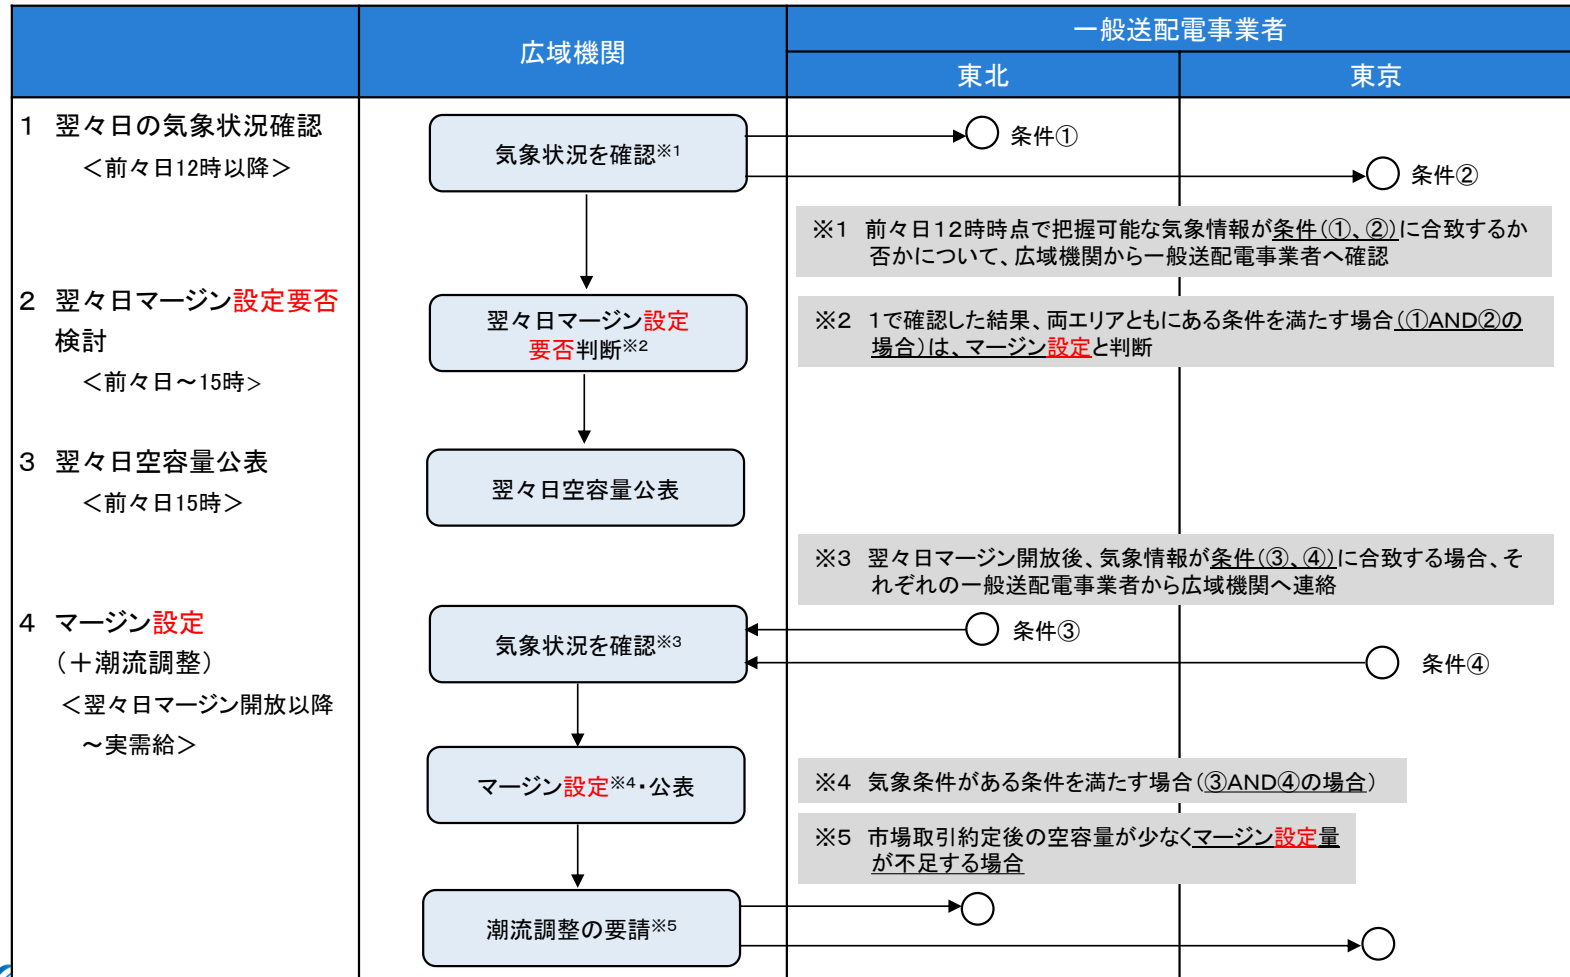 広域機関
一般送配電事業者
東北
東京
1 翌々日の気象状況確認
＜前々日12時以降＞
気象状況を確認※1
条件①
条件②
※1 前々日12時時点で把握可能な気象情報が条件（①、②）に合致するか
否かについて、広域機関から一般送配電事業者へ確認
2 翌々日マージン設定要否
検討
＜前々日～15時＞
翌々日マージン設定
要否判断※2
※2 1で確認した結果、両エリアともにある条件を満たす場合（①AND②の
場合）は、マージン設定と判断
3 翌々日空容量公表
＜前々日15時＞
翌々日空容量公表
※3 翌々日マージン開放後、気象情報が条件（③、④）に合致する場合、そ
れぞれの一般送配電事業者から広域機関へ連絡
4 マージン設定
（＋潮流調整）
＜翌々日マージン開放以降
～実需給＞
気象状況を確認※3
条件③
条件④
マージン設定※4・公表
※4 気象条件がある条件を満たす場合（③AND④の場合）
※5 市場取引約定後の空容量が少なくマージン設定量
が不足する場合
潮流調整の要請※5